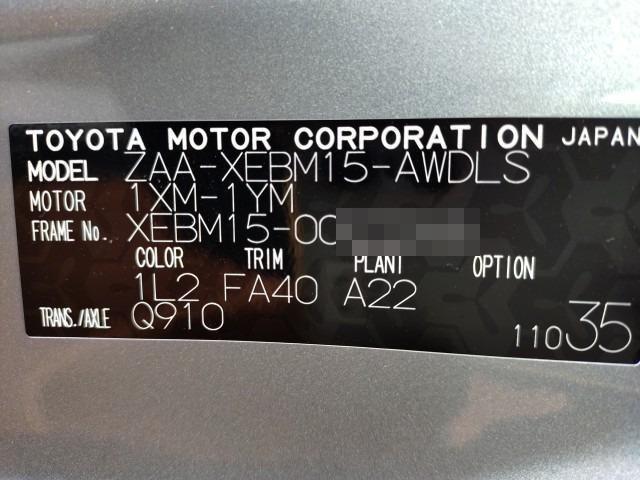 TOYOTA MOTOR CORPORATION JAPAN
MODEL ZAA-XEBM15-AWDLS
MOTOR 1XM-1YM
FRAME No. XEBM15-00
COLOR TRIM PLANT OPTION
1L2 FA40 A22
TRANS./AXLE Q910
11035